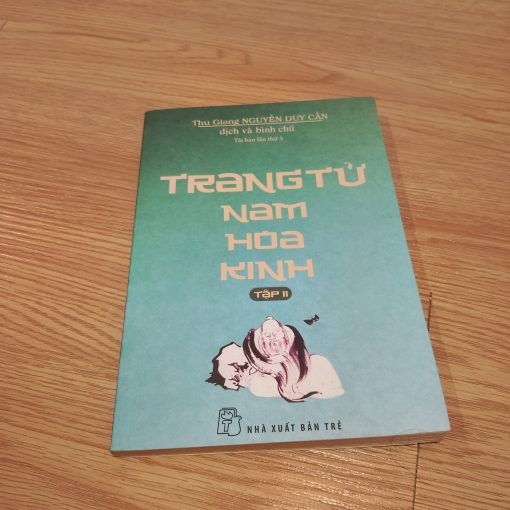 Thu Giang NGUYỄN DUY CẦN
dịch và bình chú
Tái bản lần thứ 3
TRANG TỬ
NAM
HOA
KINH
TẬP II
NHÀ XUẤT BẢN TRẺ